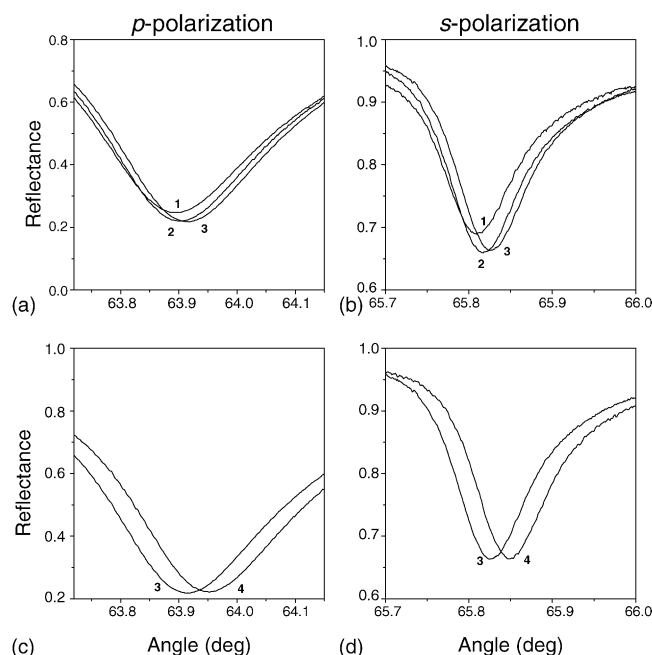 p-polarization s-polarization
0.8 1.0
0.6 0.9
0.4 0.8
0.2 0.7
0.0 0.6
Reflectance
1
2 3
1
2 3
63.8 63.9 64.0 64.1 65.7 65.8 65.9 66.0
(a) (b)
1.0 1.0
0.8 0.9
0.6 0.8
0.4 0.7
0.2 0.6
Reflectance
3 4
3 4
63.8 63.9 64.0 64.1 65.7 65.8 65.9 66.0
(c) Angle (deg) (d) Angle (deg)